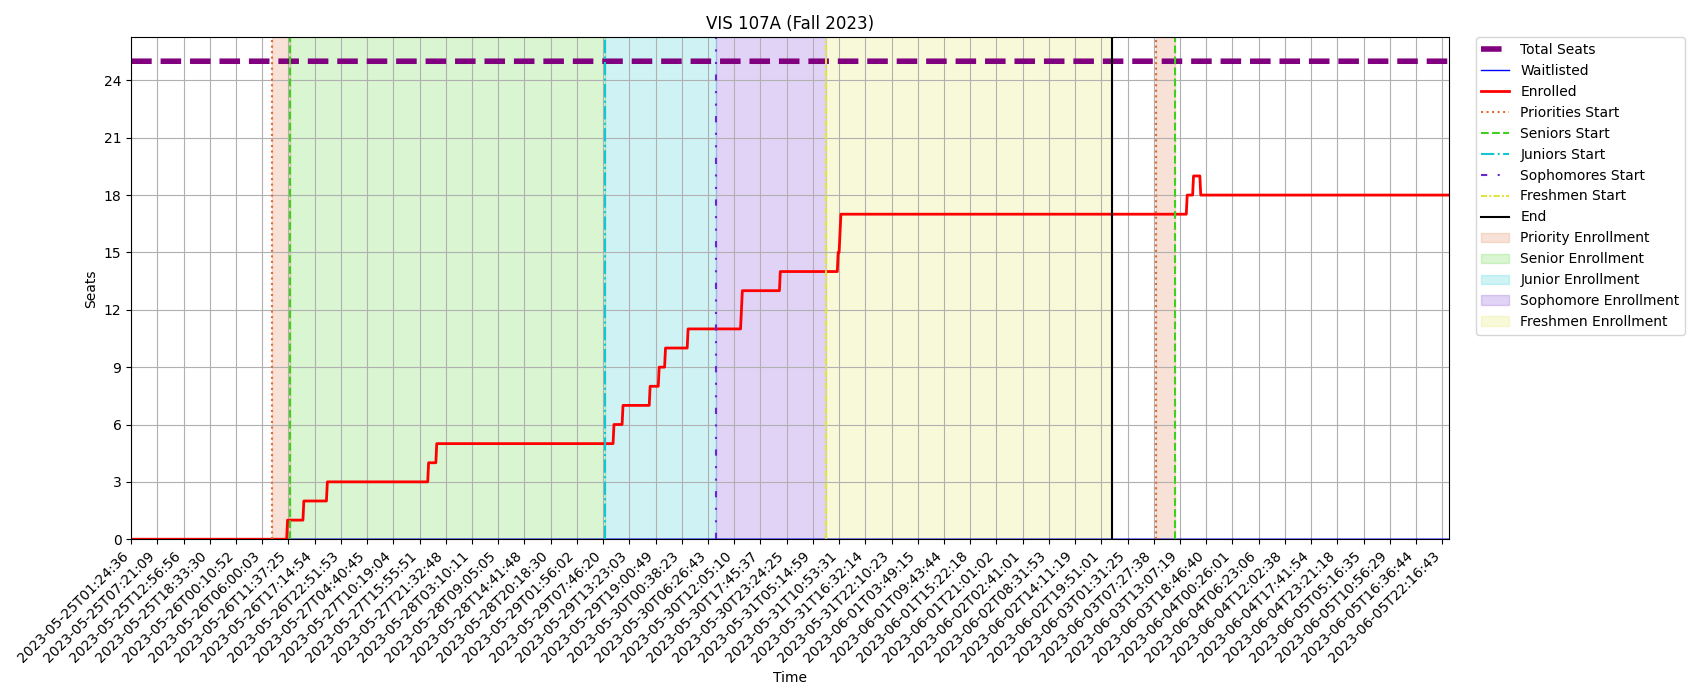 VIS 107A (Fall 2023)
Seats
24
21
18
15
12
9
6
3
0
2023-05-25T01:24:36
2023-05-25T07:21:09
2023-05-25T12:56:56
2023-05-25T18:33:30
2023-05-26T00:10:52
2023-05-26T06:00:03
2023-05-26T11:37:25
2023-05-26T17:14:54
2023-05-26T22:51:53
2023-05-27T04:40:45
2023-05-27T10:19:04
2023-05-27T15:55:51
2023-05-27T21:32:48
2023-05-28T03:10:11
2023-05-28T09:05:05
2023-05-28T14:41:48
2023-05-28T20:18:30
2023-05-29T01:56:02
2023-05-29T07:46:20
2023-05-29T13:23:03
2023-05-29T19:00:49
2023-05-30T00:38:23
2023-05-30T06:26:43
2023-05-30T12:05:10
2023-05-30T17:45:37
2023-05-30T23:24:25
2023-05-31T05:14:59
2023-05-31T10:53:31
2023-05-31T16:32:14
2023-05-31T22:10:23
2023-06-01T03:49:15
2023-06-01T09:43:44
2023-06-01T15:22:18
2023-06-01T21:01:02
2023-06-02T02:41:01
2023-06-02T08:31:53
2023-06-02T14:11:19
2023-06-02T19:51:01
2023-06-03T01:31:25
2023-06-03T07:27:38
2023-06-03T13:07:19
2023-06-03T18:46:40
2023-06-04T00:26:01
2023-06-04T06:23:06
2023-06-04T12:02:38
2023-06-04T17:41:54
2023-06-04T23:21:18
2023-06-05T05:16:35
2023-06-05T10:56:29
2023-06-05T16:36:44
2023-06-05T22:16:43
Time
Total Seats
Waitlisted
Enrolled
Priorities Start
Seniors Start
Juniors Start
Sophomores Start
Freshmen Start
End
Priority Enrollment
Senior Enrollment
Junior Enrollment
Sophomore Enrollment
Freshmen Enrollment